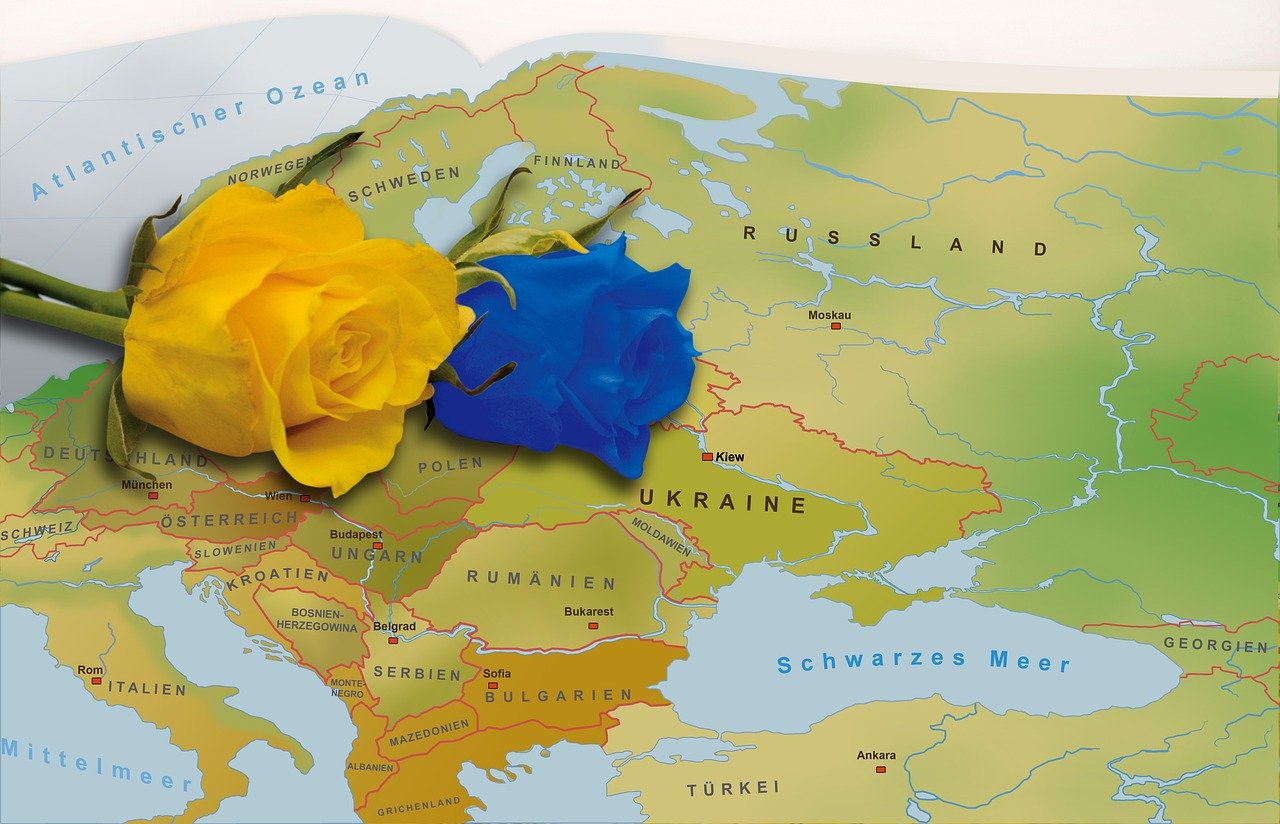 Atlantischer Ozean
NORWEGEN
SCHWEDEN
FINNLAND
RUSSLAND
Moskau
DEUTSCHLAND
POLEN
Kiew
München
Wien
UKRAINE
SCHWEIZ
ÖSTERREICH
Budapest
UNGARN
MOLDAWIEN
SLOWENIEN
KROATIEN
RUMÄNIEN
BOSNIEN-
HERZEGOWINA
Belgrad
Bukarest
GEORGIEN
Schwarzes Meer
Rom
ITALIEN
SERBIEN
Sofia
BULGARIEN
MONTE
NEGRO
MAZEDONIEN
Mittelmeer
ALBANIEN
Ankara
TÜRKEI
GRICHENLAND